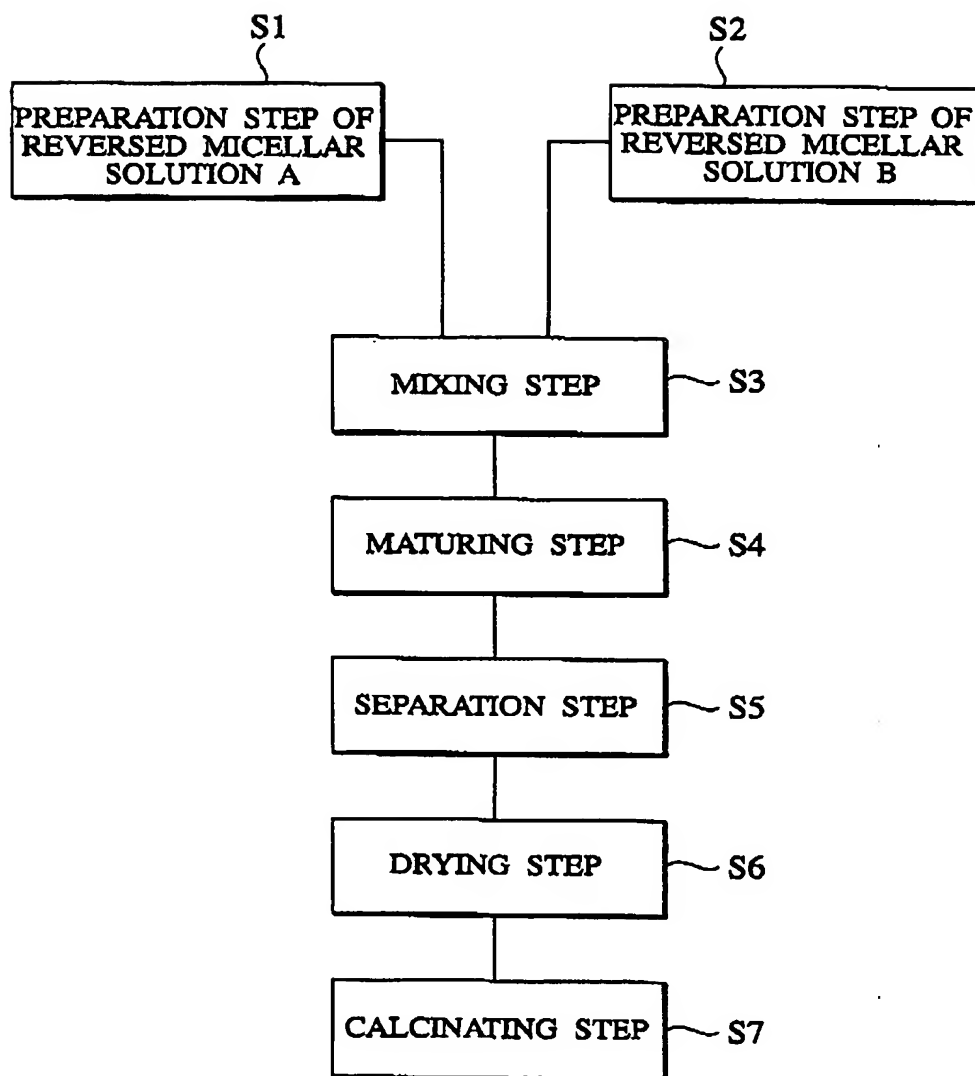 S1
S2
PREPARATION STEP OF
REVERSED MICELLAR
SOLUTION A
PREPARATION STEP OF
REVERSED MICELLAR
SOLUTION B
MIXING STEP
S3
MATURING STEP
S4
SEPARATION STEP
S5
DRYING STEP
S6
CALCINATING STEP
S7